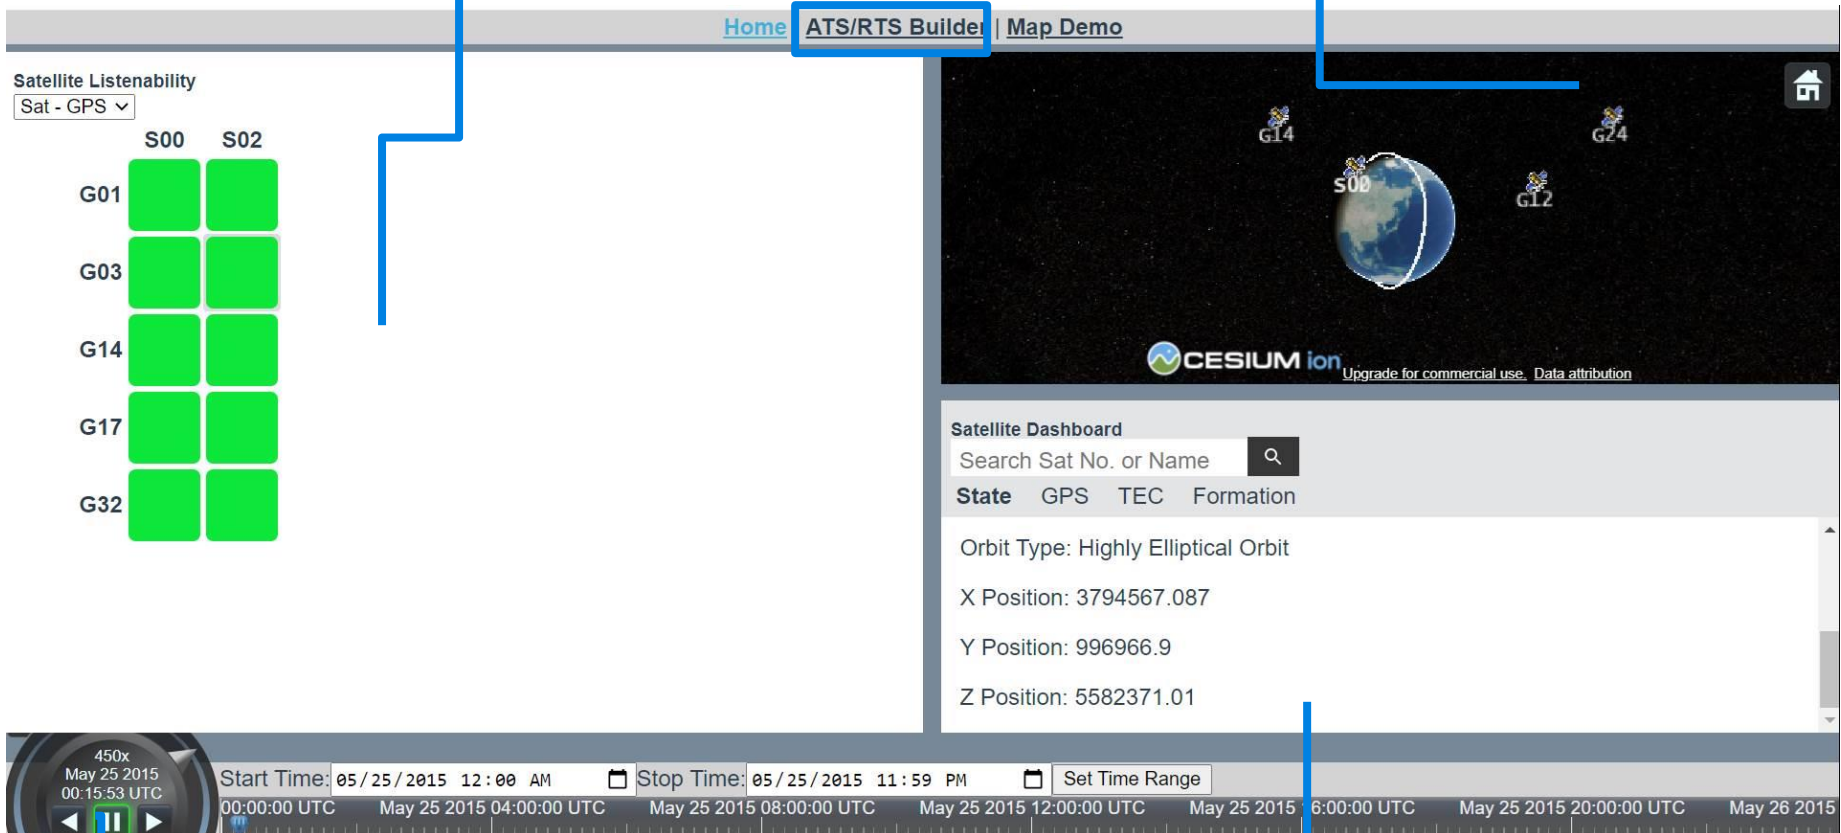 Home ATS/RTS Builder | Map Demo
Satellite Listenability
Sat - GPS
S00 S02
G01
G03
G14
G17
G32
G14
G24
S00
G12
CESIUM ion Upgrade for commercial use. Data attribution
Satellite Dashboard
Search Sat No. or Name
State GPS TEC Formation
Orbit Type: Highly Elliptical Orbit
X Position: 3794567.087
Y Position: 996966.9
Z Position: 5582371.01
450x
May 25 2015
00:15:53 UTC
Start Time: 05/25/2015 12:00 AM Stop Time: 05/25/2015 11:59 PM Set Time Range
00:00:00 UTC May 25 2015 04:00:00 UTC May 25 2015 08:00:00 UTC May 25 2015 12:00:00 UTC May 25 2015 16:00:00 UTC May 25 2015 20:00:00 UTC May 26 2015